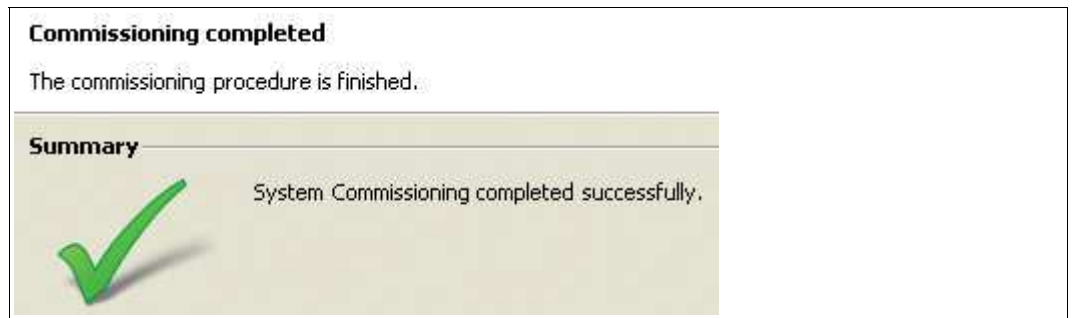 Commissioning completed
The commissioning procedure is finished.
Summary
System Commissioning completed successfully.